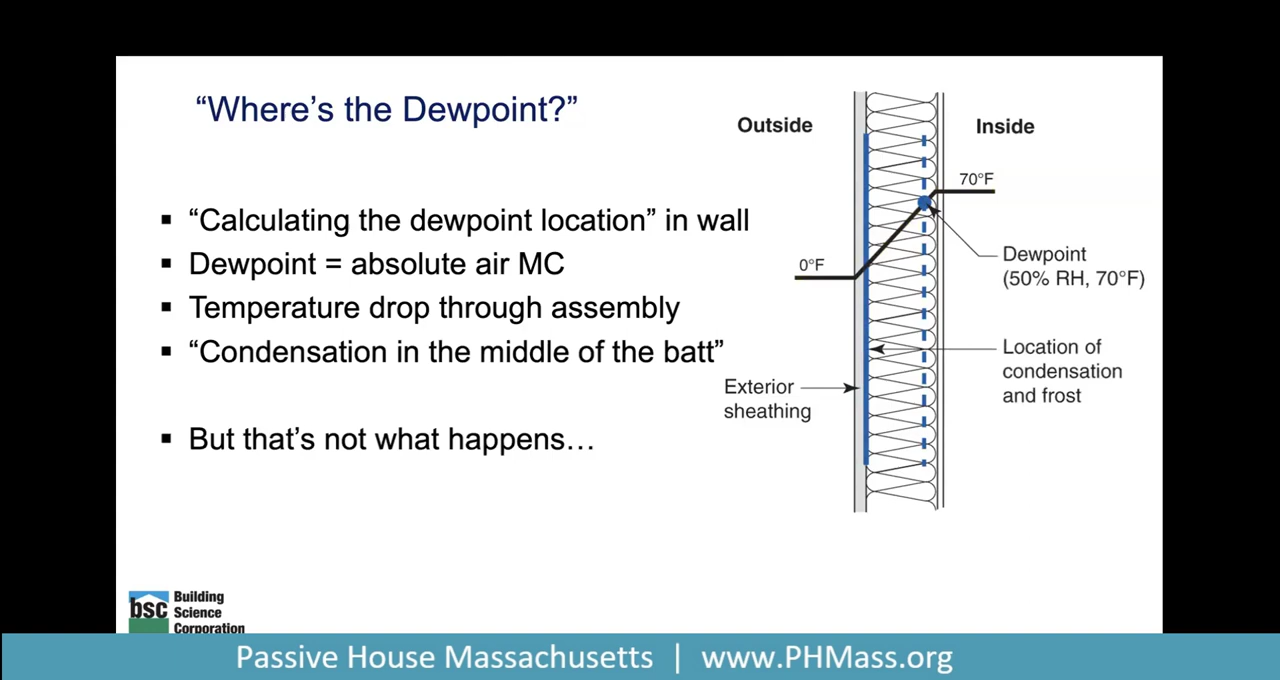 “Where’s the Dewpoint?”
▪ “Calculating the dewpoint location” in wall
▪ Dewpoint = absolute air MC
▪ Temperature drop through assembly
▪ “Condensation in the middle of the batt”
▪ But that’s not what happens…
Outside
Inside
70°F
0°F
Dewpoint
(50% RH, 70°F)
Location of
condensation
and frost
Exterior
sheathing
bsc
Building
Science
Corporation
Passive House Massachusetts | www.PHMass.org